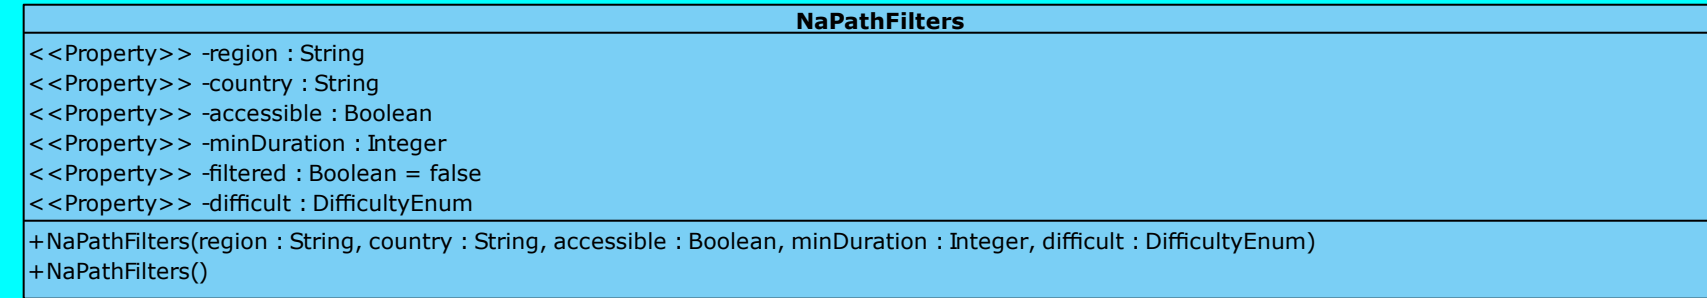 NaPathFilters
<<Property>> -region : String
<<Property>> -country : String
<<Property>> -accessible : Boolean
<<Property>> -minDuration : Integer
<<Property>> -filtered : Boolean = false
<<Property>> -difficult : DifficultyEnum
+NaPathFilters(region : String, country : String, accessible : Boolean, minDuration : Integer, difficult : DifficultyEnum)
+NaPathFilters()